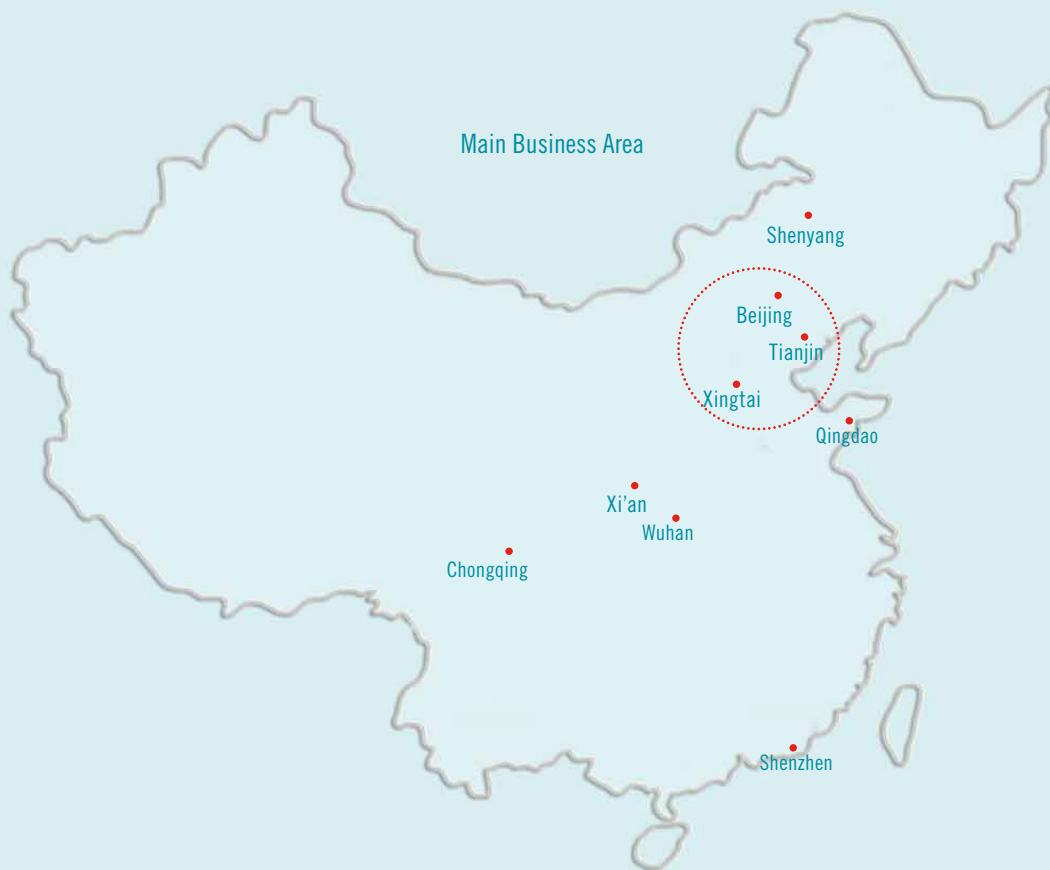 Main Business Area
Shenyang
Beijing
Tianjin
Xingtai
Qingdao
Xi’an
Wuhan
Chongqing
Shenzhen